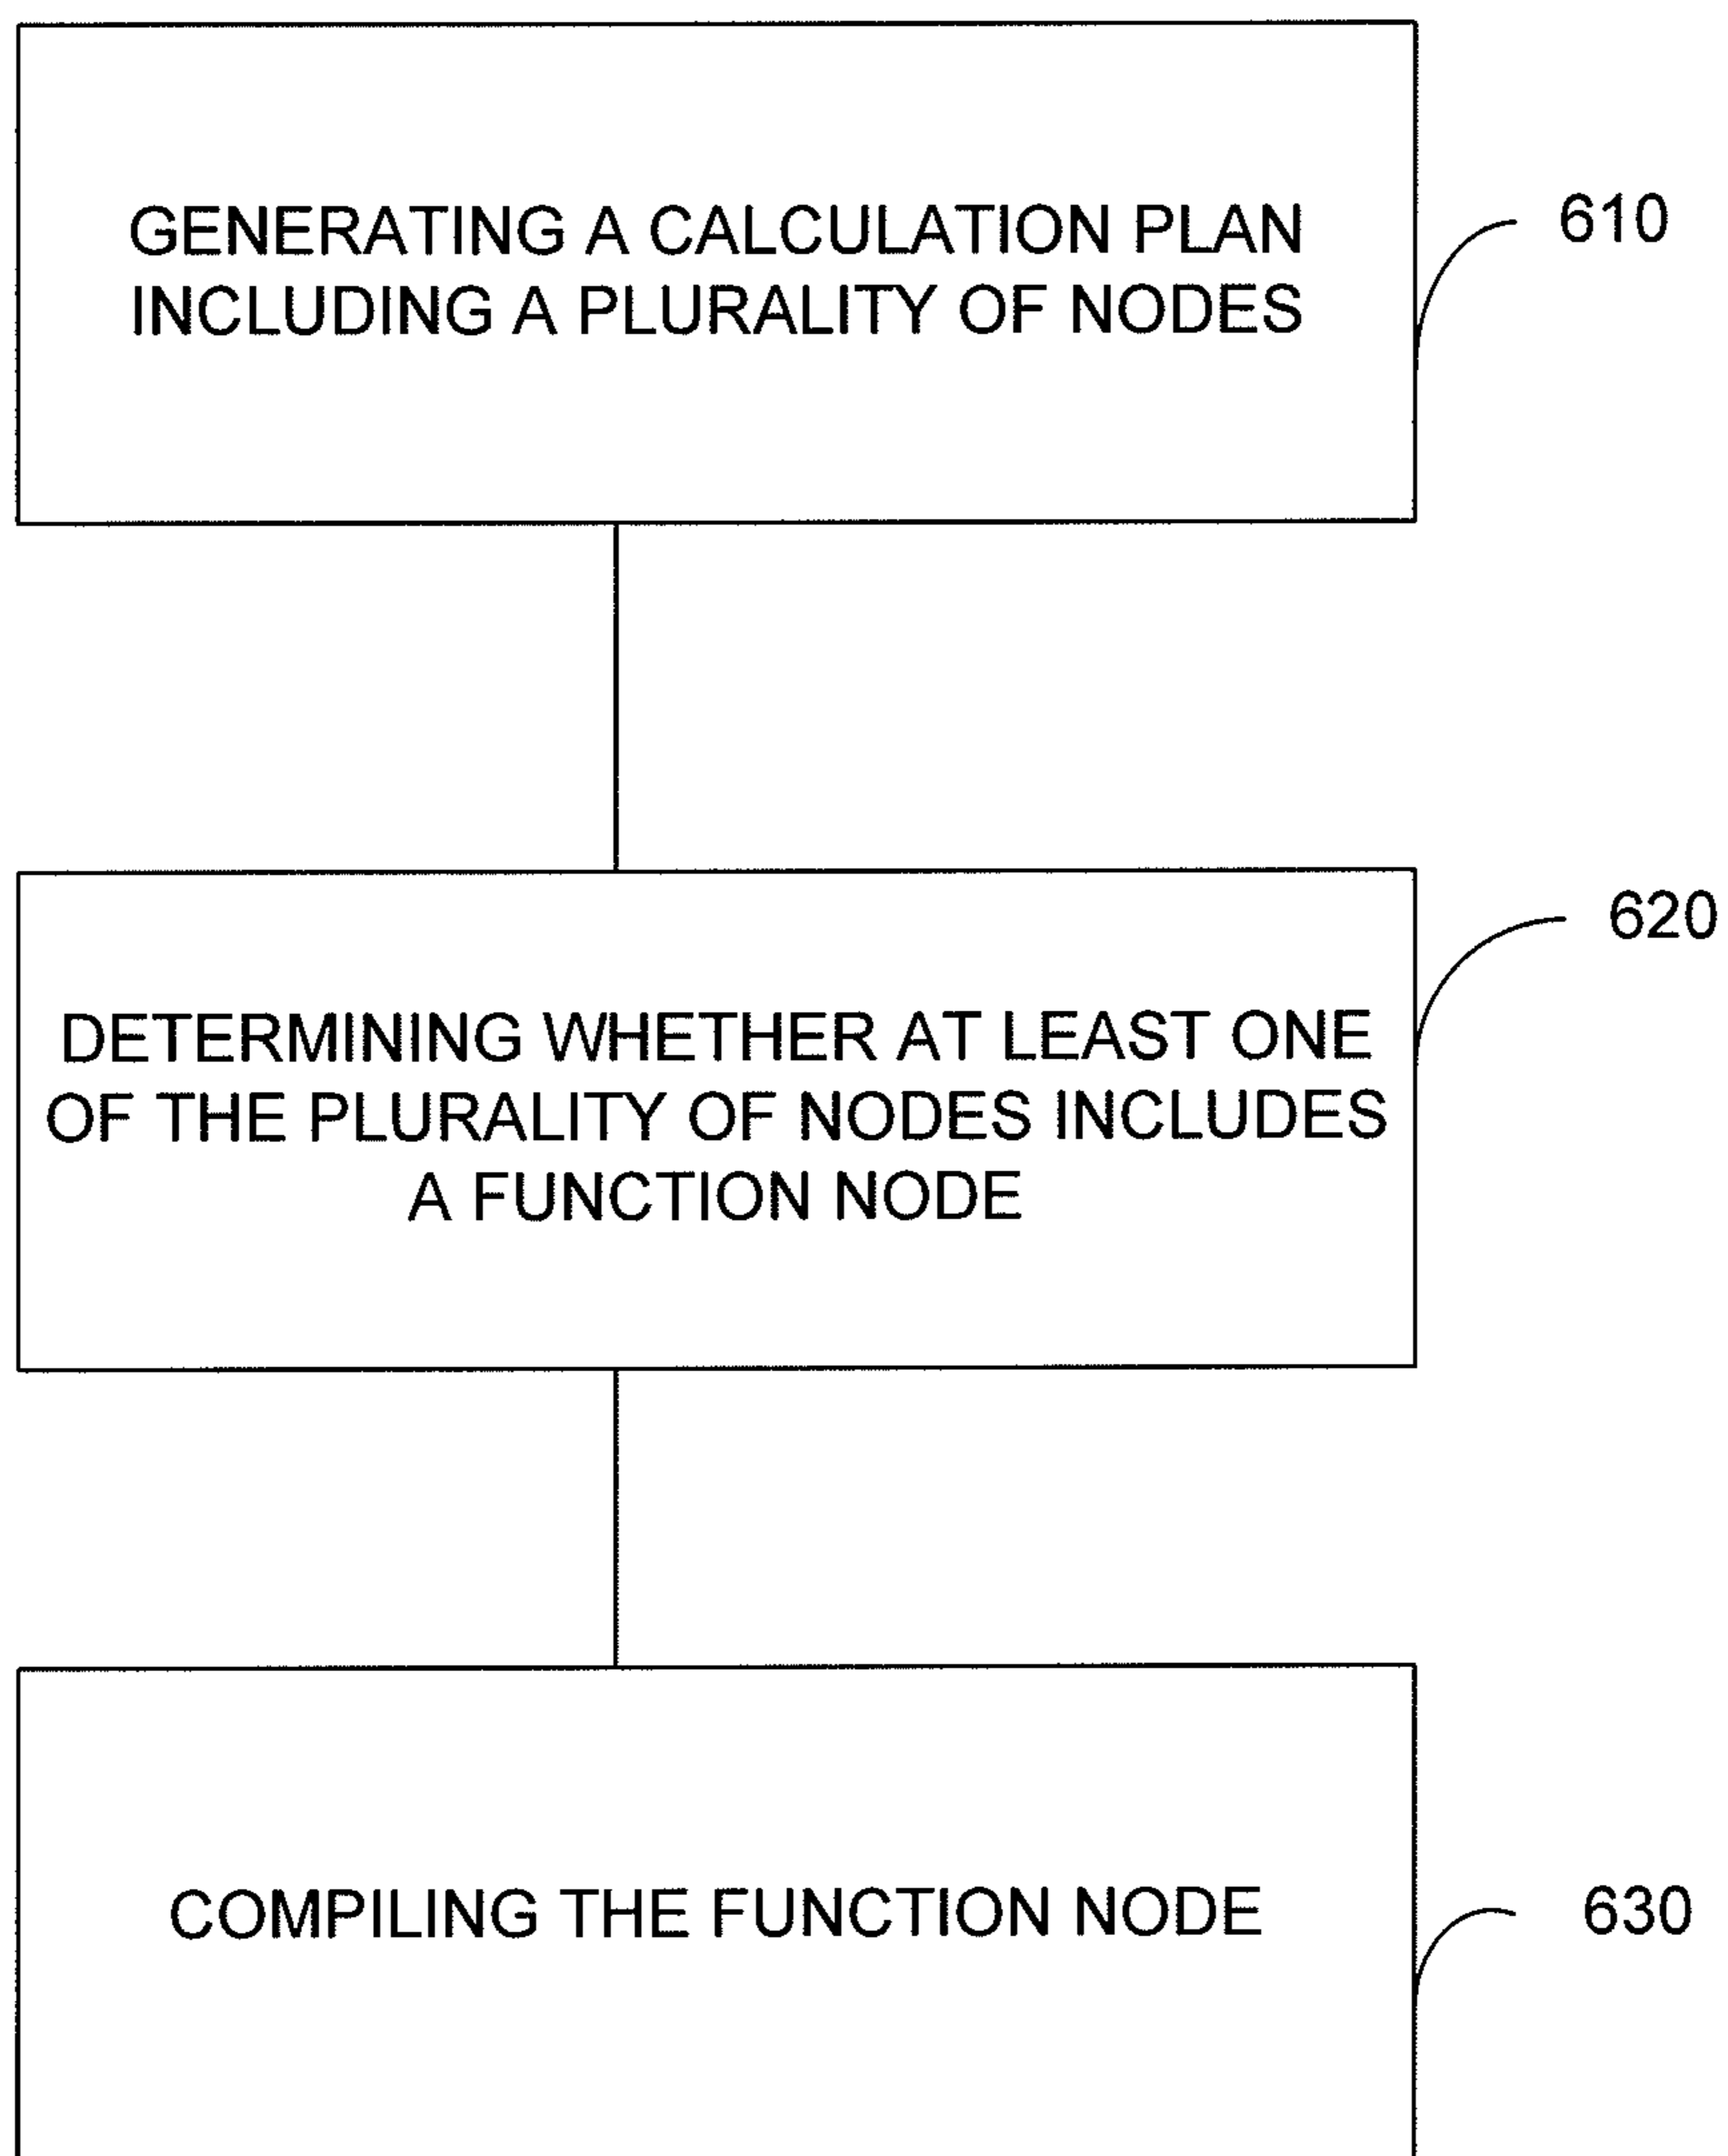 GENERATING A CALCULATION PLAN
INCLUDING A PLURALITY OF NODES
610
DETERMINING WHETHER AT LEAST ONE
OF THE PLURALITY OF NODES INCLUDES
A FUNCTION NODE
620
COMPILING THE FUNCTION NODE
630